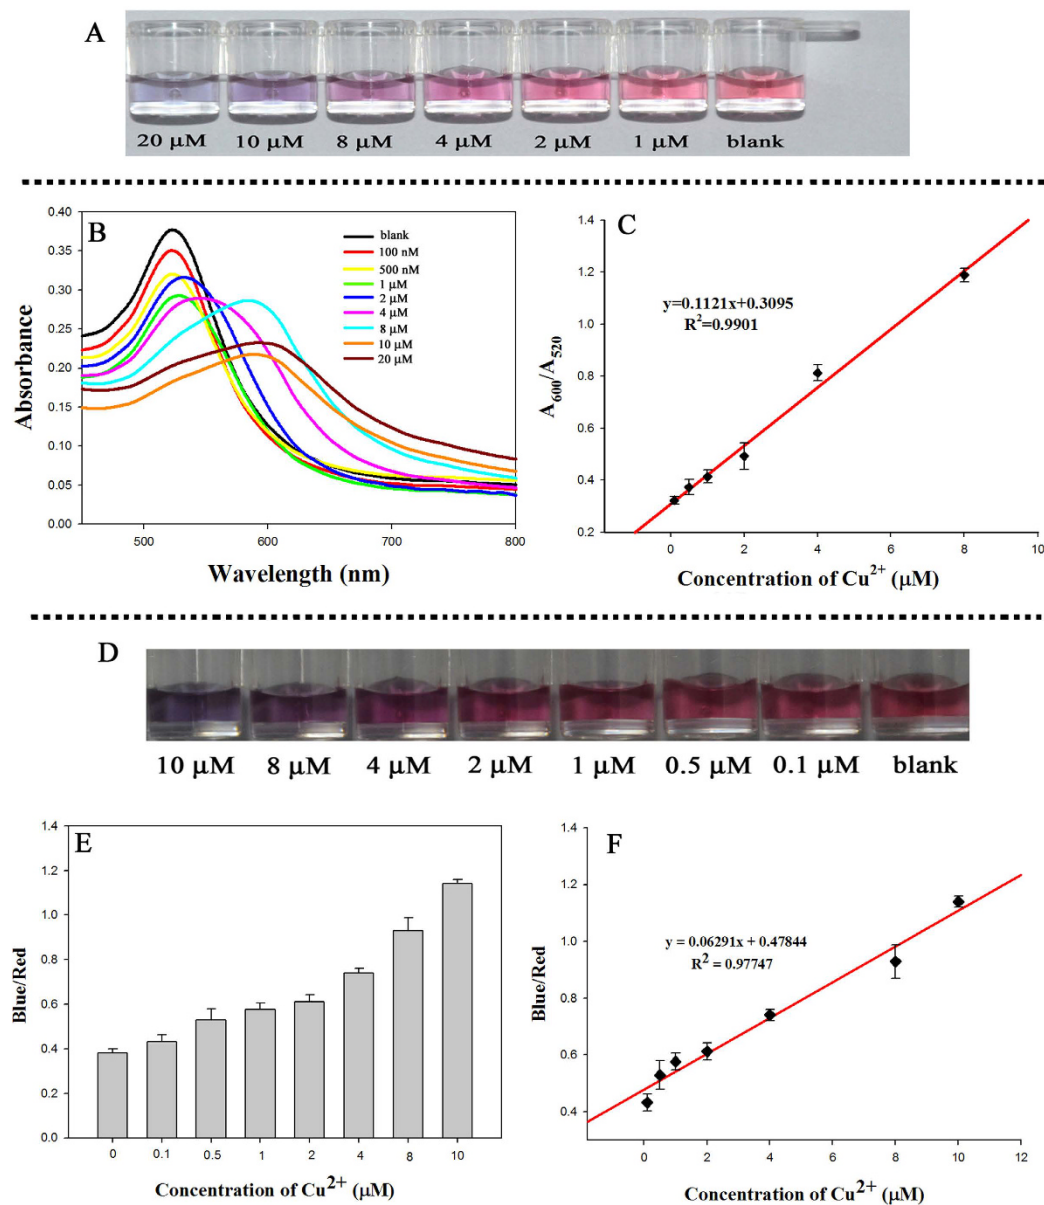 A
20 μM 10 μM 8 μM 4 μM 2 μM 1 μM blank
B
0.40
0.35
0.30
0.25
0.20
0.15
0.10
0.05
0.00
Absorbance
500 600 700 800
Wavelength (nm)
blank
100 nM
500 nM
1 μM
2 μM
4 μM
8 μM
10 μM
20 μM
C
1.4
1.2
1.0
0.8
0.6
0.4
0.2
A₆₀₀/A₅₂₀
y=0.1121x+0.3095
R²=0.9901
0 2 4 6 8 10
Concentration of Cu²⁺ (μM)
D
10 μM 8 μM 4 μM 2 μM 1 μM 0.5 μM 0.1 μM blank
E
1.4
1.2
1.0
0.8
0.6
0.4
0.2
0.0
Blue/Red
0 0.1 0.5 1 2 4 8 10
Concentration of Cu²⁺ (μM)
F
1.4
1.2
1.0
0.8
0.6
0.4
Blue/Red
y = 0.06291x + 0.47844
R² = 0.97747
0 2 4 6 8 10 12
Concentration of Cu²⁺ (μM)